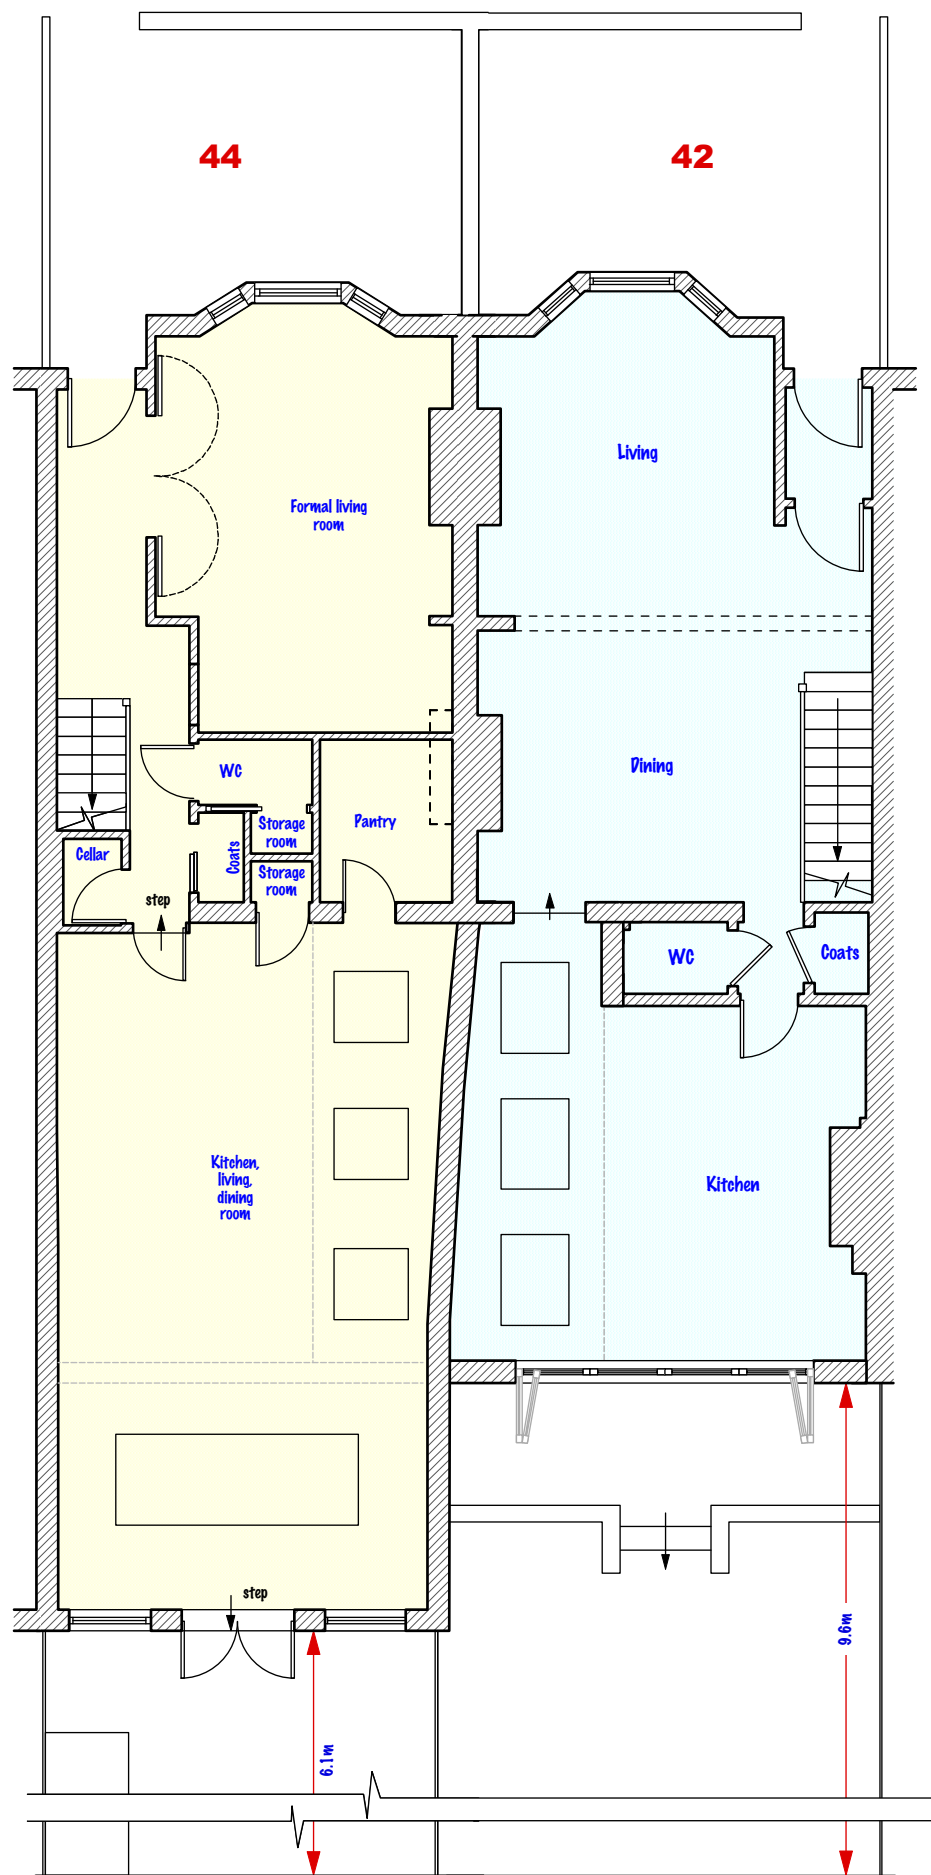 44
42
Living
Formal living
room
WC
Dining
Storage
room
Pantry
Coats
Cellar
Storage
room
step
WC
Coats
Kitchen,
living,
dining
room
Kitchen
step
9.6m
6.1m